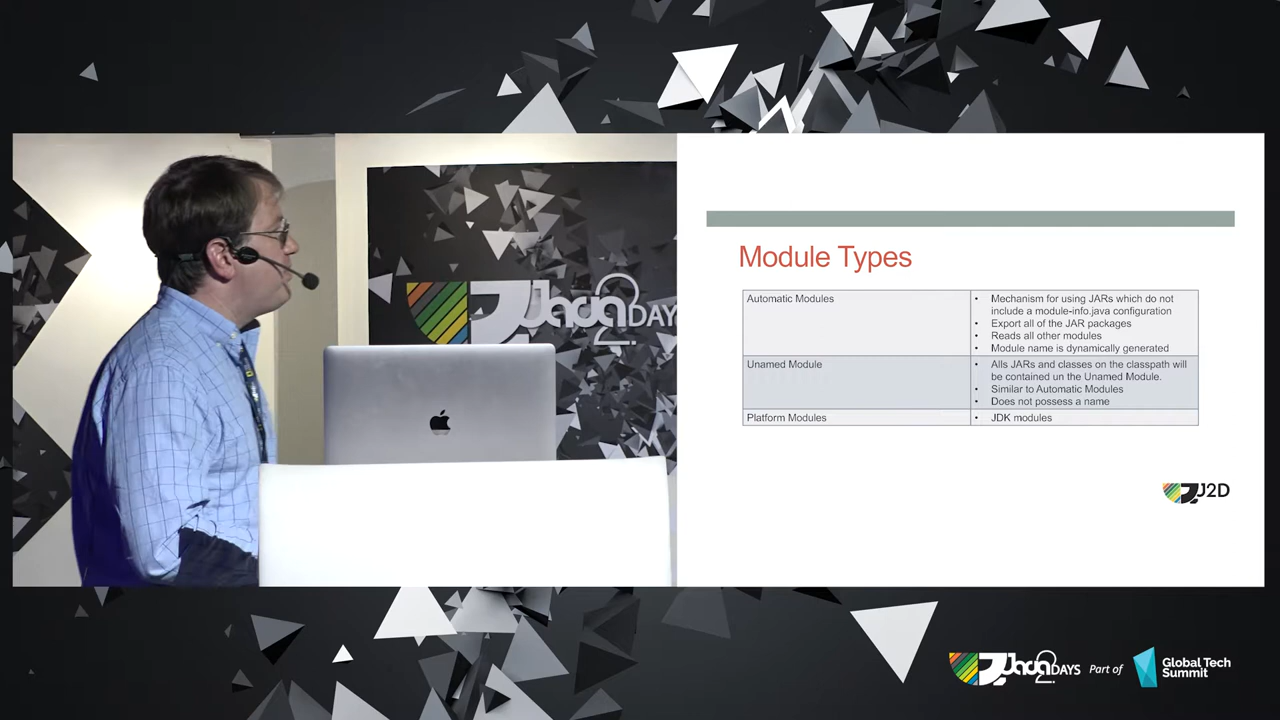 Module Types
Automatic Modules
• Mechanism for using JARs which do not
include a module-info.java configuration
• Export all of the JAR packages
• Reads all other modules
• Module name is dynamically generated
Unamed Module
• Alls JARs and classes on the classpath will
be contained un the Unamed Module.
• Similar to Automatic Modules
• Does not possess a name
Platform Modules
• JDK modules
J2D
Java2DAYS
Java2DAYS
Part of
Global Tech
Summit